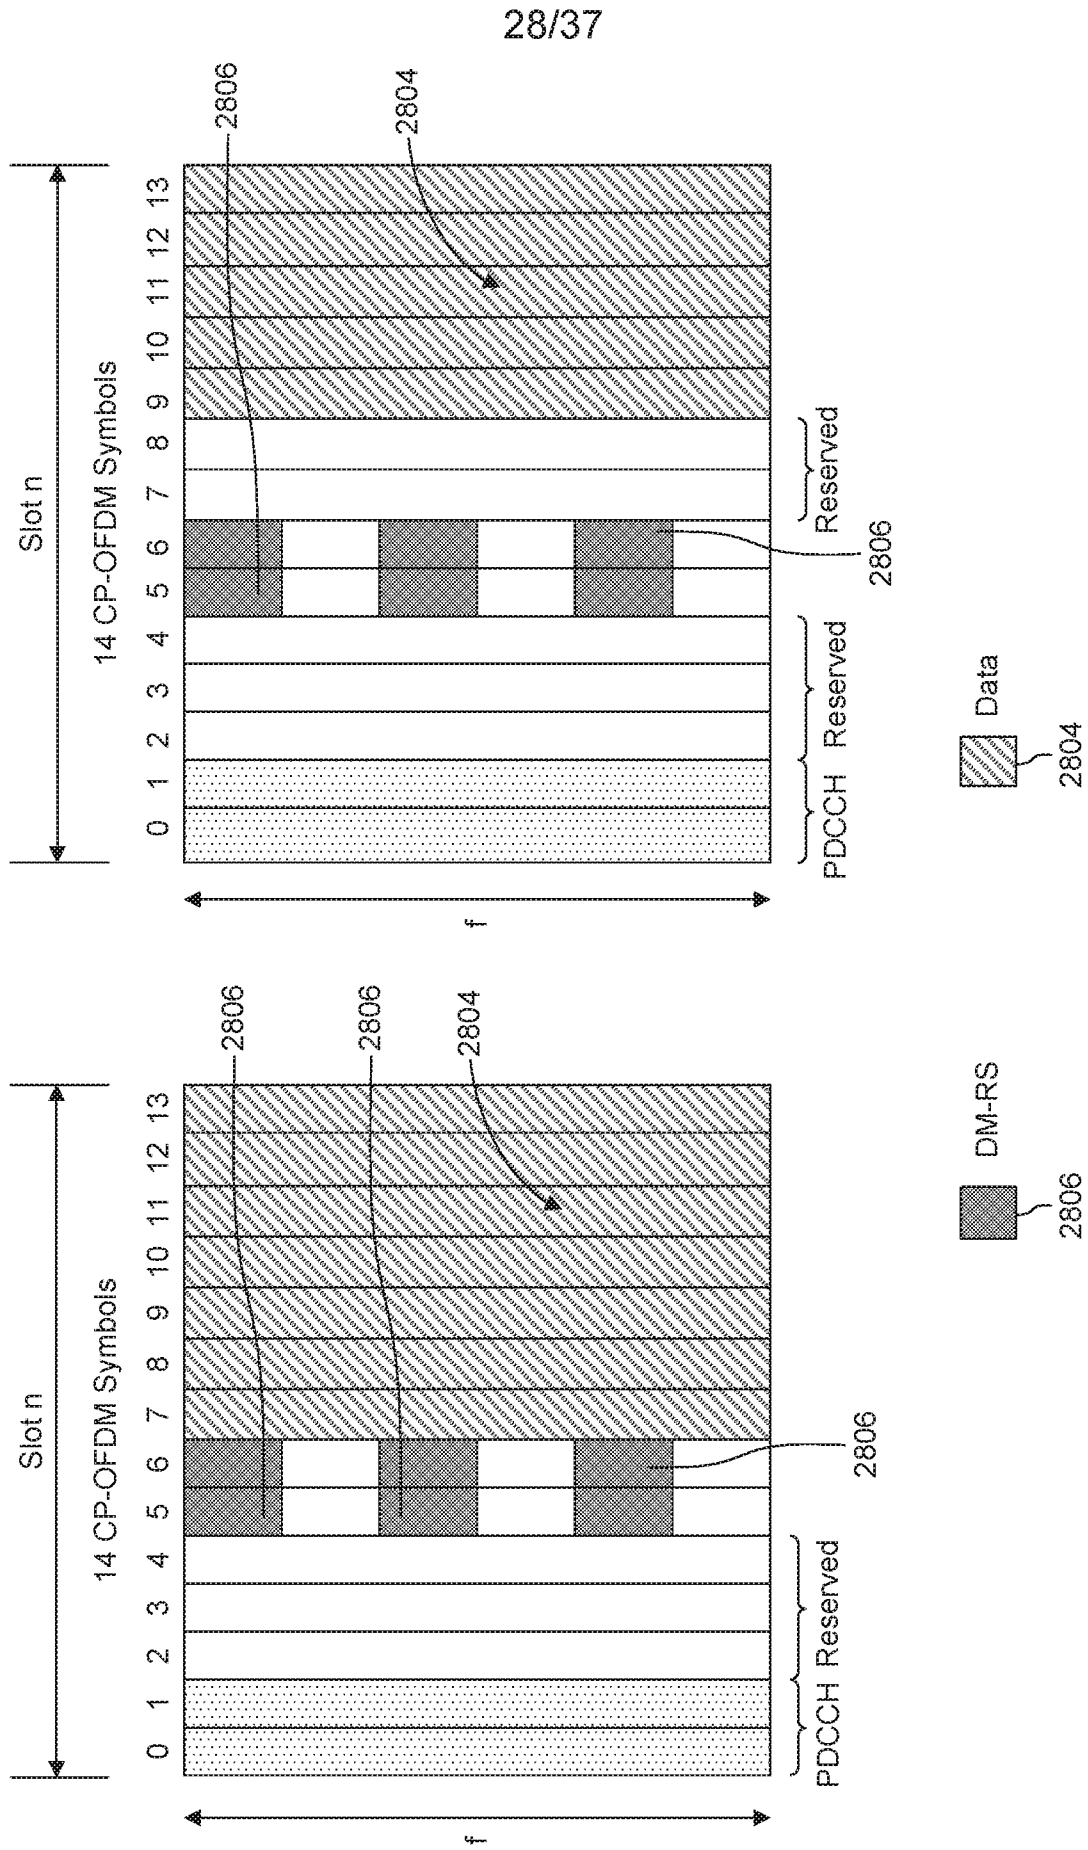 28/37
Slot n
14 CP-OFDM Symbols
0 1 2 3 4 5 6 7 8 9 10 11 12 13
2806
2806
2804
f
PDCCH Reserved
2806
Slot n
14 CP-OFDM Symbols
0 1 2 3 4 5 6 7 8 9 10 11 12 13
2806
2804
f
PDCCH Reserved Reserved
2806
DM-RS
2806
Data
2804